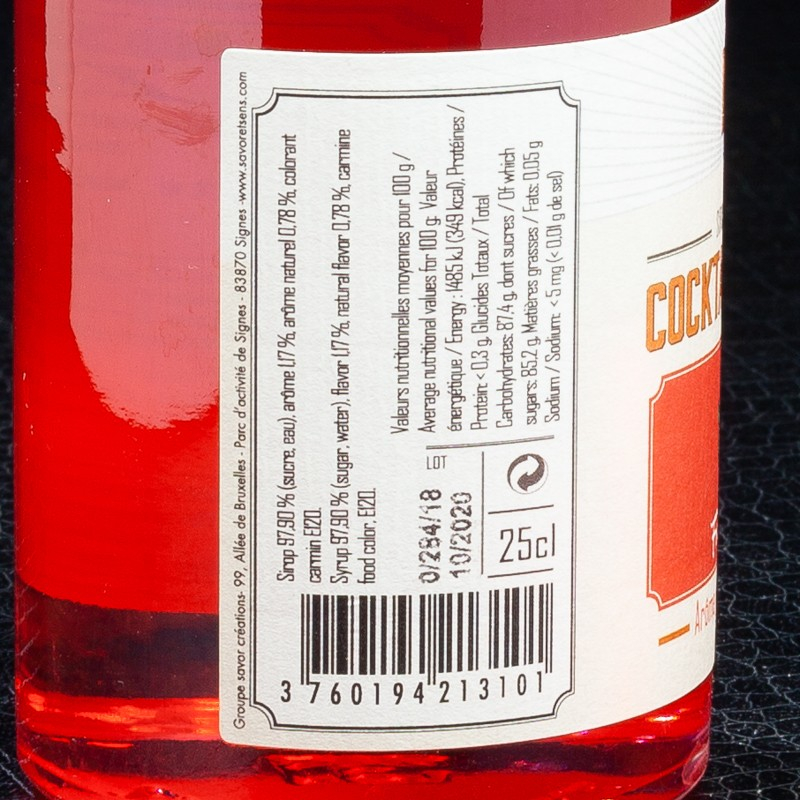 Groupe savor créations- 99, Allée de Bruxelles - Parc d'activité de Signes - 83870 Signes -www.savoretsens.com
Sirop 97,90 % (sucre, eau), arôme 1,17 %, arôme naturel 0,78 %, colorant
carmin E120.
Syrup 97,90 % (sugar, water), flavor 1,17 %, natural flavor 0,78 %, carmine
food color, E120.
Valeurs nutritionnelles moyennes pour 100 g /
Average nutritional values for 100 g: Valeur
énergétique / Energy : 1485 kJ (349 kcal), Protéines /
Protein: < 0,3 g, Glucides Totaux / Total
Carbohydrates: 87,4 g, dont sucres / Of which
sugars: 85,2 g, Matières grasses / Fats: 0,05 g
Sodium / Sodium: < 5 mg (< 0,01 g de sel)
LOT
0/284/18
10/2020
25cl
3 760194 213101
COCKTA